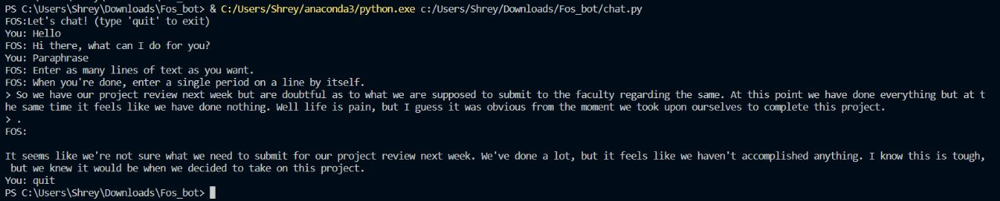 PS C:\Users\Shrey\Downloads\Fos_bot> & C:/Users/Shrey/anaconda3/python.exe c:/Users/Shrey/Downloads/Fos_bot/chat.py
FOS:Let's chat! (type 'quit' to exit)
You: Hello
FOS: Hi there, what can I do for you?
You: Paraphrase
FOS: Enter as many lines of text as you want.
FOS: When you're done, enter a single period on a line by itself.
> So we have our project review next week but are doubtful as to what we are supposed to submit to the faculty regarding the same. At this point we have done everything but at t
he same time it feels like we have done nothing. Well life is pain, but I guess it was obvious from the moment we took upon ourselves to complete this project.
> .
FOS:
It seems like we're not sure what we need to submit for our project review next week. We've done a lot, but it feels like we haven't accomplished anything. I know this is tough,
but we knew it would be when we decided to take on this project.
You: quit
PS C:\Users\Shrey\Downloads\Fos_bot>